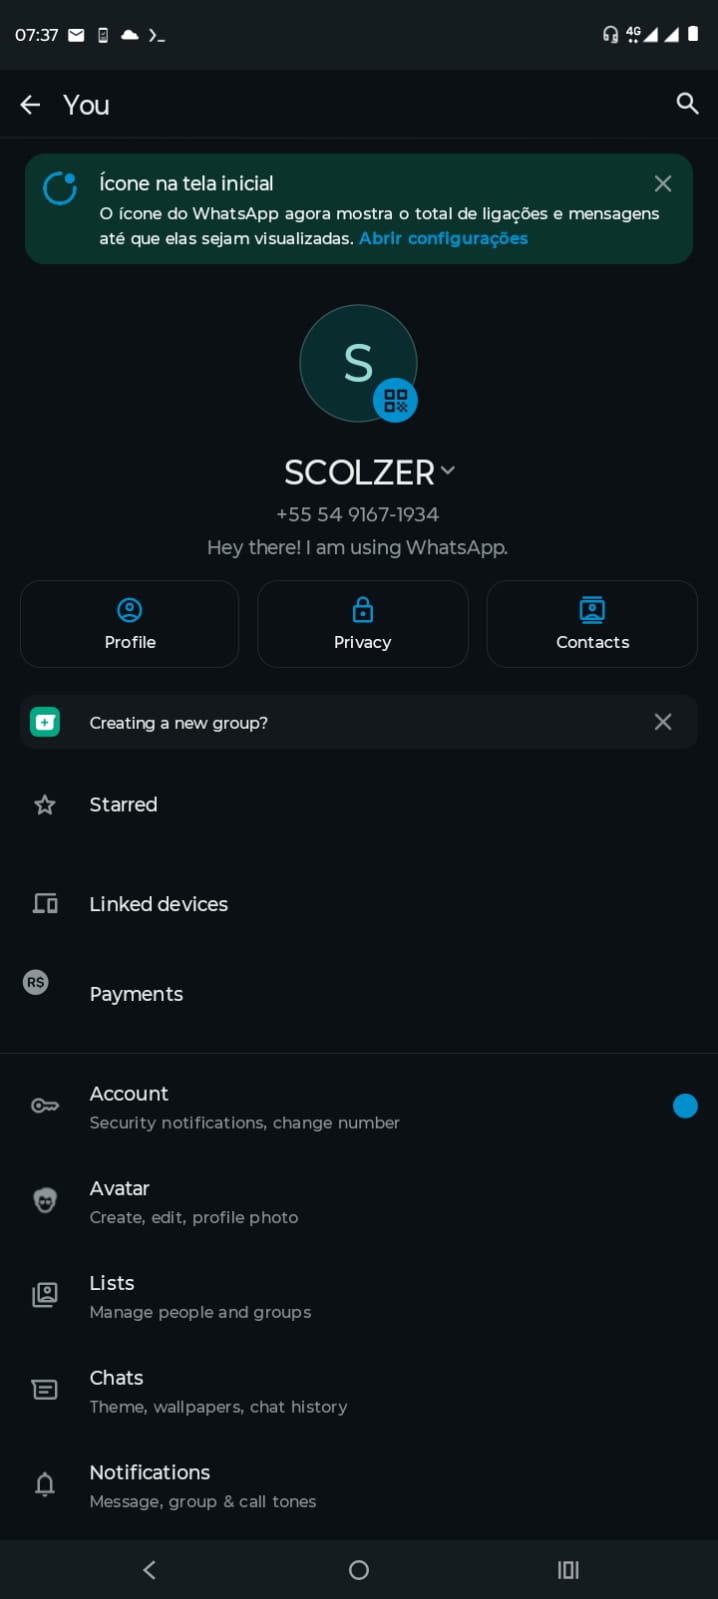 07:37
4G
You
Ícone na tela inicial
O ícone do WhatsApp agora mostra o total de ligações e mensagens
até que elas sejam visualizadas. Abrir configurações
S
SCOLZER
+55 54 9167-1934
Hey there! I am using WhatsApp.
Profile
Privacy
Contacts
Creating a new group?
Starred
Linked devices
R$
Payments
Account
Security notifications, change number
Avatar
Create, edit, profile photo
Lists
Manage people and groups
Chats
Theme, wallpapers, chat history
Notifications
Message, group & call tones